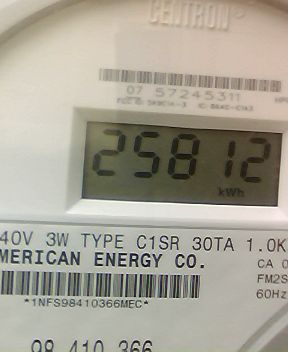 CENTRON
07 57245311
25812
kWh
40V 3W TYPE C1SR 30TA 1.0K
MERICAN ENERGY CO.
CA 0
FM2S
60Hz
*1NFS98410366MEC*
98 410 366